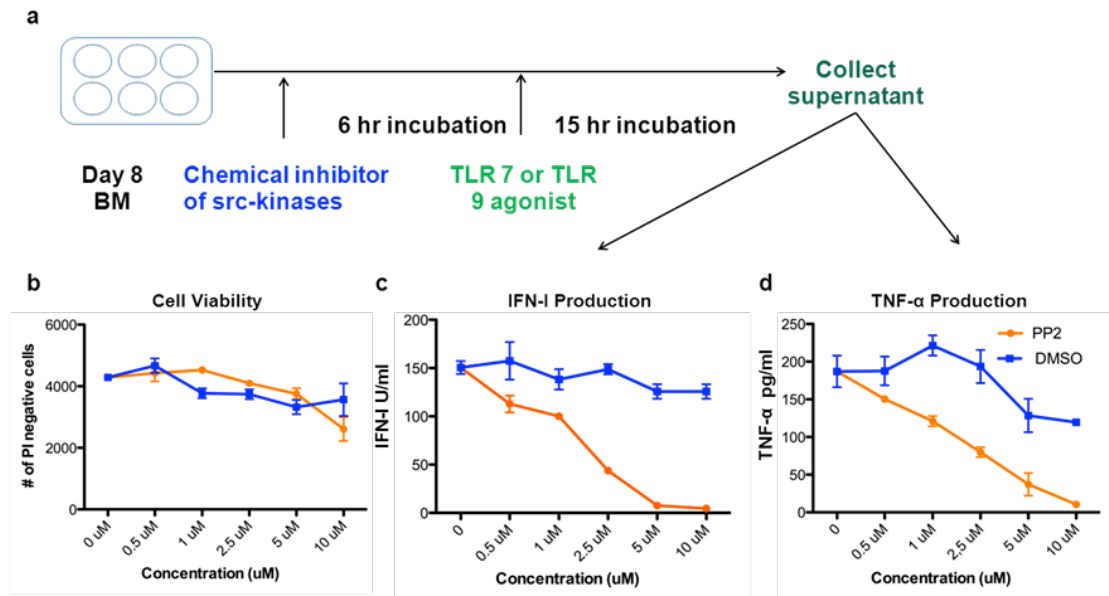 a
Collect
supernatant
6 hr incubation
15 hr incubation
Day 8
BM
Chemical inhibitor
of src-kinases
TLR 7 or TLR
9 agonist
b
Cell Viability
# of PI negative cells
6000
4000
2000
0
0 uM
0.5 uM
1 uM
2.5 uM
5 uM
10 uM
Concentration (uM)
c
IFN-I Production
IFN-I U/ml
200
150
100
50
0
0
0.5 uM
1 uM
2.5 uM
5 uM
10 uM
Concentration (uM)
d
TNF-α Production
PP2
DMSO
TNF-α pg/ml
250
200
150
100
50
0
0
0.5 uM
1 uM
2,5 uM
5 uM
10 uM
Concentration (uM)